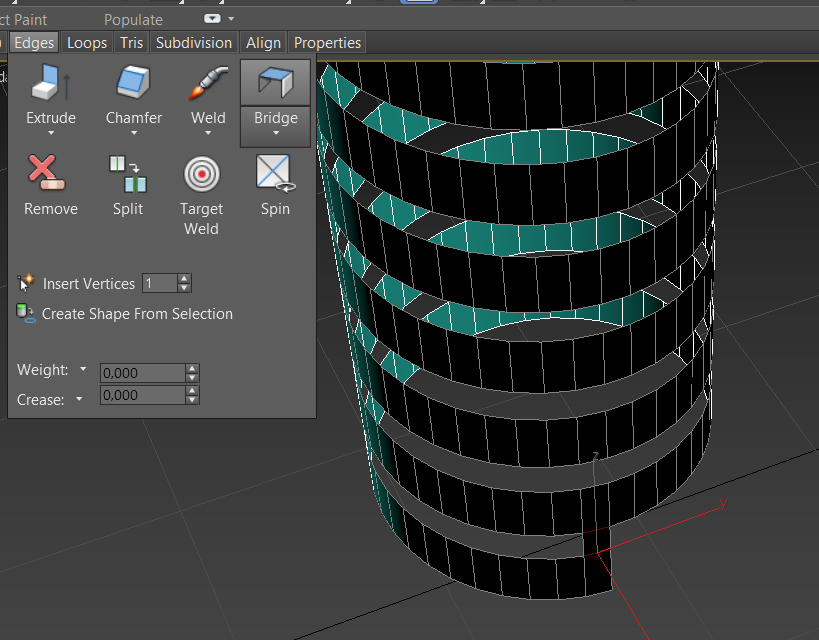 ct Paint Populate
Edges Loops Tris Subdivision Align Properties
Extrude Chamfer Weld Bridge
Remove Split Target Weld Spin
Insert Vertices 1
Create Shape From Selection
Weight: 0,000
Crease: 0,000
z
y